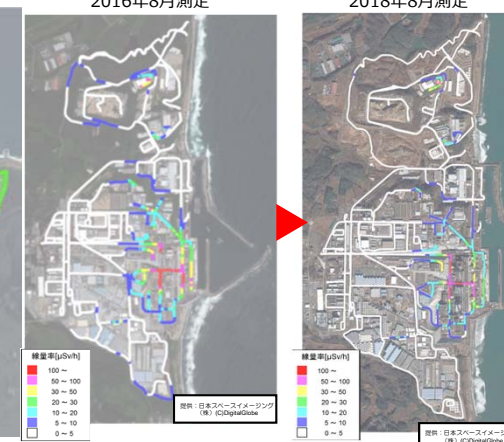 2016年8月測定
2018年8月測定
線量率[μSv/h]
100 ～
50 ～ 100
30 ～ 50
20 ～ 30
10 ～ 20
5 ～ 10
0 ～ 5
提供：日本スペースイメージング
（株） (C)DigitalGlobe
線量率[μSv/h]
100 ～
50 ～ 100
30 ～ 50
20 ～ 30
10 ～ 20
5 ～ 10
0 ～ 5
提供：日本スペースイメージ
（株） (C)DigitalGlob